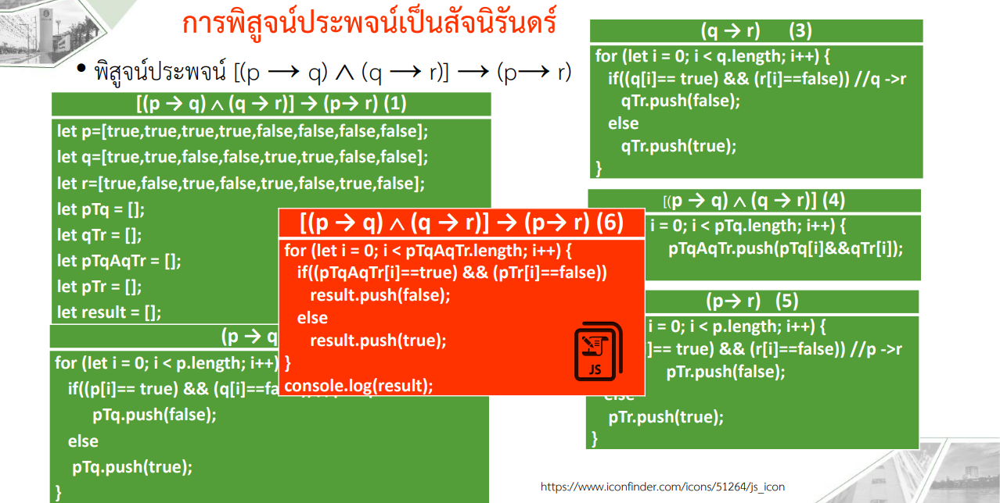 การพิสูจน์ประพจน์เป็นสัจนิรันดร์
• พิสูจน์ประพจน์ [(p ⟶ q) ∧ (q ⟶ r)] ⟶ (p⟶ r)
[(p → q) ∧ (q → r)] → (p→ r) (1)
let p=[true,true,true,true,false,false,false,false];
let q=[true,true,false,false,true,true,false,false];
let r=[true,false,true,false,true,false,true,false];
let pTq = [];
let qTr = [];
let pTqAqTr = [];
let pTr = [];
let result = [];
(p → q
for (let i = 0; i < p.length; i++)
if((p[i]== true) && (q[i]==fa
pTq.push(false);
else
pTq.push(true);
}
[(p → q) ∧ (q → r)] → (p→ r) (6)
for (let i = 0; i < pTqAqTr.length; i++) {
if((pTqAqTr[i]==true) && (pTr[i]==false))
result.push(false);
else
result.push(true);
}
console.log(result);
JS
(q → r) (3)
for (let i = 0; i < q.length; i++) {
if((q[i]== true) && (r[i]==false)) //q ->r
qTr.push(false);
else
qTr.push(true);
}
[(p → q) ∧ (q → r)] (4)
i = 0; i < pTq.length; i++) {
pTqAqTr.push(pTq[i]&&qTr[i]);
(p→ r) (5)
i = 0; i < p.length; i++) {
]== true) && (r[i]==false)) //p ->r
pTr.push(false);
else
pTr.push(true);
}
https://www.iconfinder.com/icons/51264/js_icon